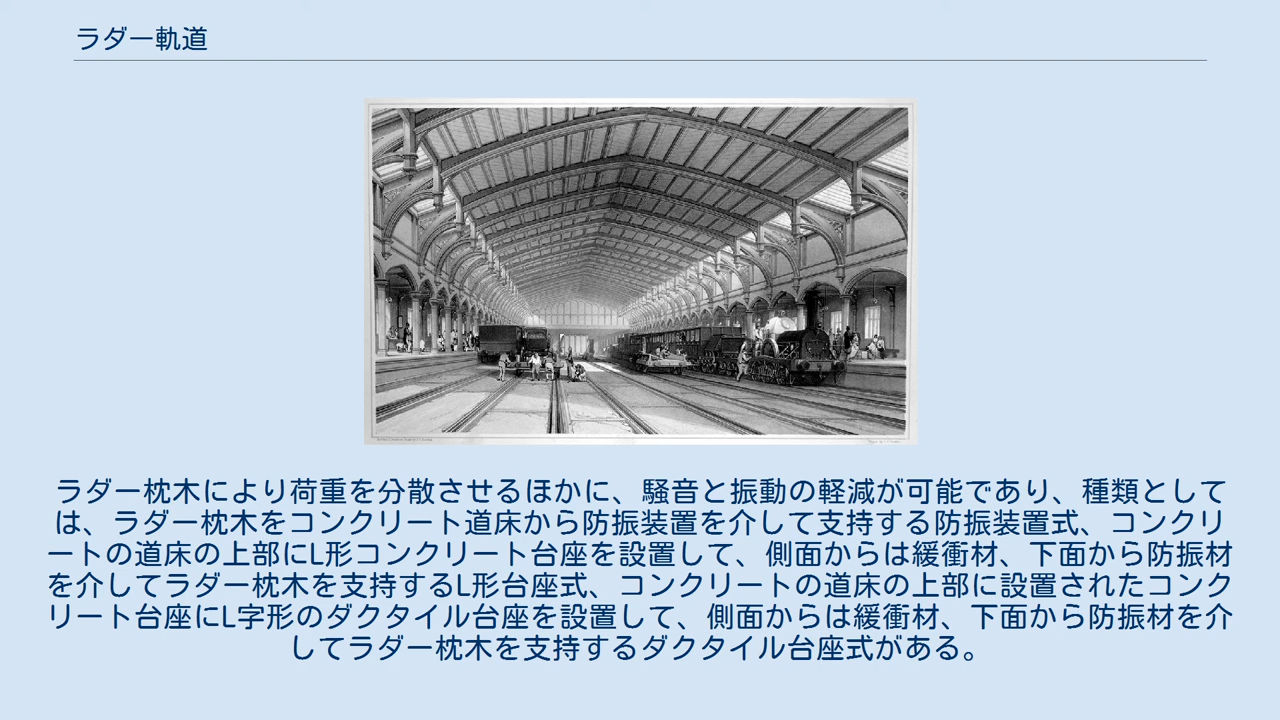 ラダー軌道
ラダー枕木により荷重を分散させるほかに、騒音と振動の軽減が可能であり、種類として
は、ラダー枕木をコンクリート道床から防振装置を介して支持する防振装置式、コンクリ
ートの道床の上部にL形コンクリート台座を設置して、側面からは緩衝材、下面から防振材
を介してラダー枕木を支持するL形台座式、コンクリートの道床の上部に設置されたコンク
リート台座にL字形のダクタイル台座を設置して、側面からは緩衝材、下面から防振材を介
してラダー枕木を支持するダクタイル台座式がある。